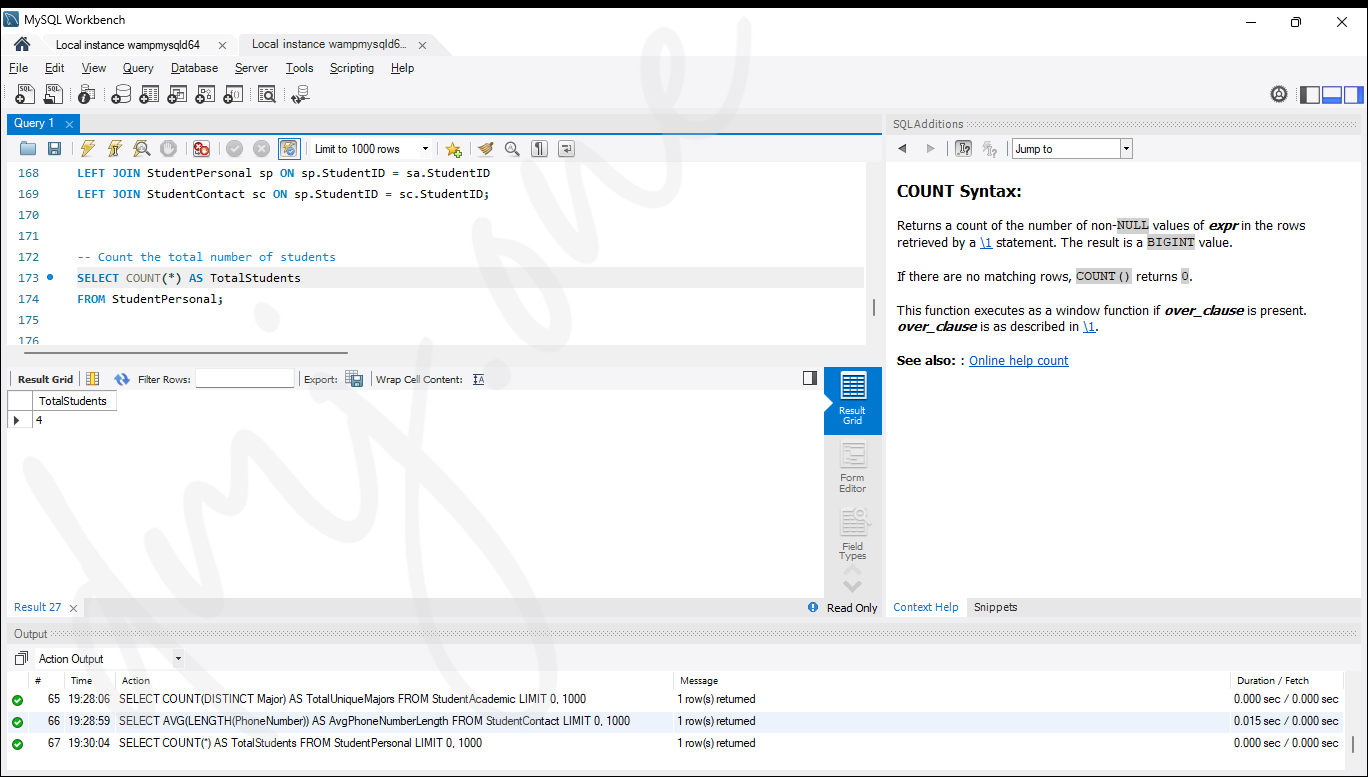 MySQL Workbench
Local instance wampmysqld64
Local instance wampmysqld6...
File Edit View Query Database Server Tools Scripting Help
Query 1
SQLAdditions
Limit to 1000 rows
Jump to
168 LEFT JOIN StudentPersonal sp ON sp.StudentID = sa.StudentID
169 LEFT JOIN StudentContact sc ON sp.StudentID = sc.StudentID;
170
171
172 -- Count the total number of students
173 SELECT COUNT(*) AS TotalStudents
174 FROM StudentPersonal;
175
176
COUNT Syntax:
Returns a count of the number of non-NULL values of expr in the rows
retrieved by a \1 statement. The result is a BIGINT value.
If there are no matching rows, COUNT() returns 0.
This function executes as a window function if over_clause is present.
over_clause is as described in \1.
See also: : Online help count
Result Grid Filter Rows: Export: Wrap Cell Content:
TotalStudents
4
Result
Grid
Form
Editor
Field
Types
Result 27
Read Only
Context Help Snippets
Output
Action Output
# Time Action Message Duration / Fetch
65 19:28:06 SELECT COUNT(DISTINCT Major) AS TotalUniqueMajors FROM StudentAcademic LIMIT 0, 1000 1 row(s) returned 0.000 sec / 0.000 sec
66 19:28:59 SELECT AVG(LENGTH(PhoneNumber)) AS AvgPhoneNumberLength FROM StudentContact LIMIT 0, 1000 1 row(s) returned 0.015 sec / 0.000 sec
67 19:30:04 SELECT COUNT(*) AS TotalStudents FROM StudentPersonal LIMIT 0, 1000 1 row(s) returned 0.000 sec / 0.000 sec